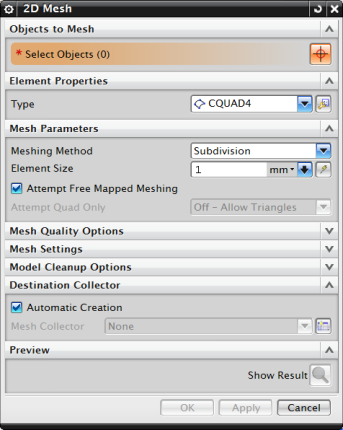 2D Mesh
Objects to Mesh
* Select Objects (0)
Element Properties
Type CQUAD4
Mesh Parameters
Meshing Method Subdivision
Element Size 1 mm
Attempt Free Mapped Meshing
Attempt Quad Only Off - Allow Triangles
Mesh Quality Options
Mesh Settings
Model Cleanup Options
Destination Collector
Automatic Creation
Mesh Collector None
Preview
Show Result
OK Apply Cancel